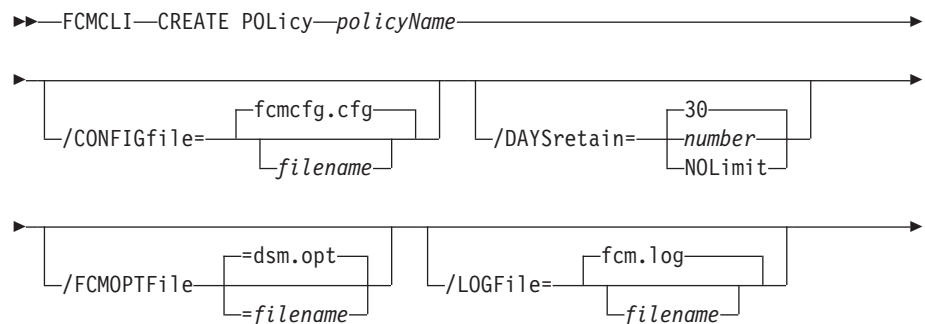 FCMCLI CREATE POLicy policyName
fcmcfg.cfg 30
/CONFIGfile= /DAYSretain= number
filename NOLimit
=dsm.opt fcm.log
/FCMOPTFile /LOGFile=
=filename filename